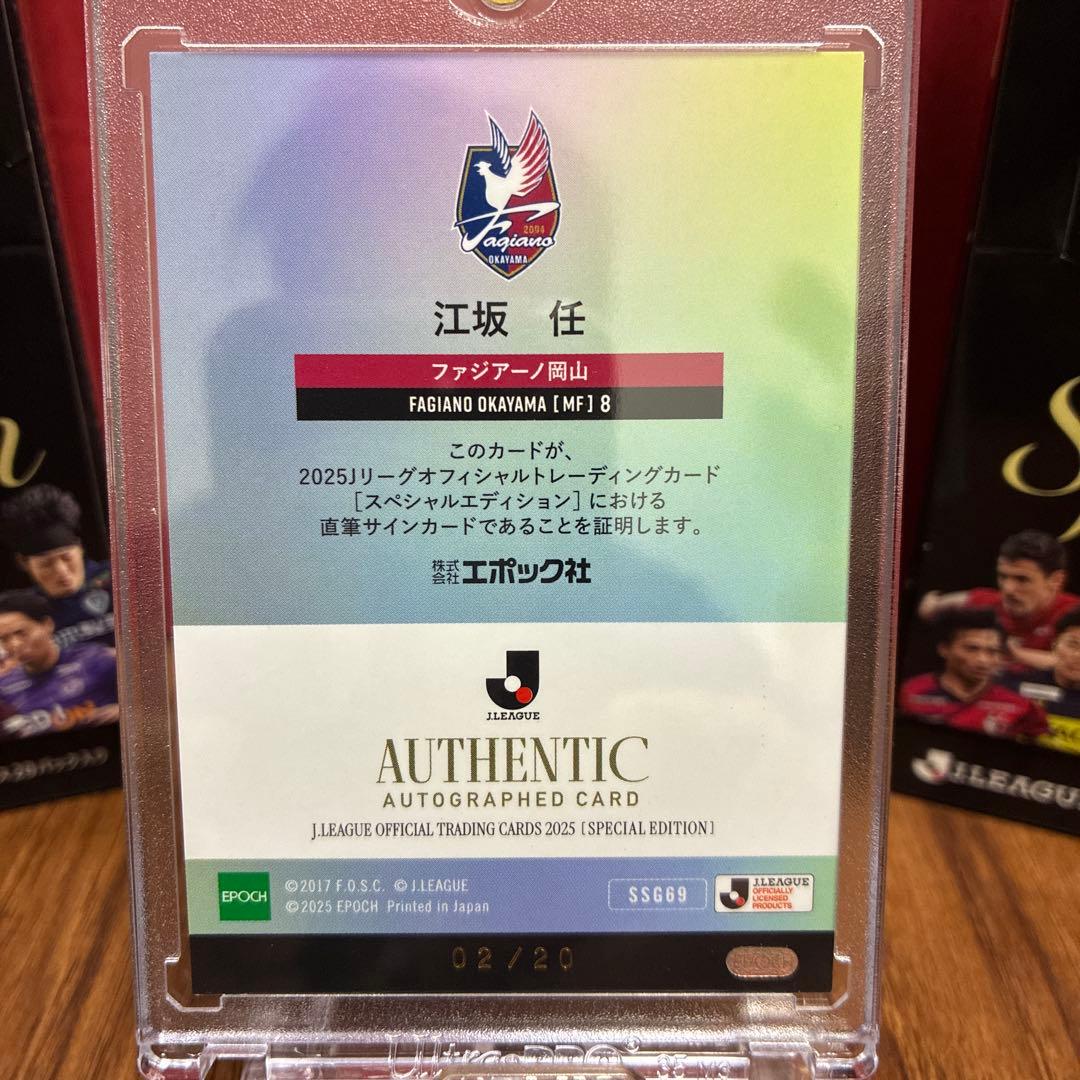 2004
Fagiano
OKAYAMA
江坂 任
ファジアーノ岡山
FAGIANO OKAYAMA [MF] 8
このカードが、
2025Jリーグオフィシャルトレーディングカード
[スペシャルエディション]における
直筆サインカードであることを証明します。
株式会社エポック社
J.LEAGUE
AUTHENTIC
AUTOGRAPHED CARD
J.LEAGUE OFFICIAL TRADING CARDS 2025 [SPECIAL EDITION]
EPOCH
©2017 F.O.S.C. ©J.LEAGUE
©2025 EPOCH Printed in Japan
SSG69
J.LEAGUE
OFFICIALLY
LICENSED
PRODUCTS
02/20
EPOCH
Ultra PRO
J.LEAGU